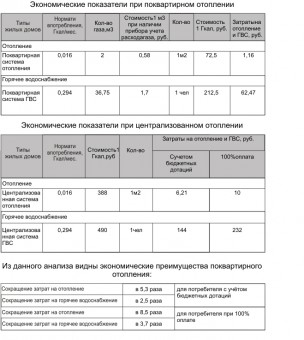 Экономические показатели при поквартирном отоплении
Типы жилых домов
Нормати употребления, Гкал/мес.
Кол-во газа,м3
Стоимость1 м3 при наличии прибора учета расходагаза, руб.
Кол-во
Стоимость 1 Гкал, руб.
Затратына отопление и ГВС, руб.
Отопление
Поквартирная система отопления
0,016
2
0,58
1м2
72,5
1,16
Горячее водоснабжение
Поквартирная система ГВС
0,294
36,75
1,7
1 чел
212,5
62,47
Экономические показатели при централизованном отоплении
Типы жилых домов
Нормати употребления, Гкал/мес.
Стоимость1 Гкал,руб
Кол-во
Затраты на отопление и ГВС, руб.
Сучетом бюджетных дотаций
100%оплата
Отопление
Централизованная система отопления
0,016
388
1м2
6,21
10
Горячее водоснабжение
Централизованная система ГВС
0,294
490
1чел
144
232
Из данного анализа видны экономические преимущества поквартирного
отопления:
Сокращение затрат на отопление
в 5,3 раза
для потребителя с учётом бюджетных дотаций
Сокращение затрат на горячее водоснабжение
в 2,5 раза
Сокращение затрат на отопление
в 8,5 раза
для потребителя при 100% оплате
Сокращение затрат на горячее водоснабжение
в 3,7 раза